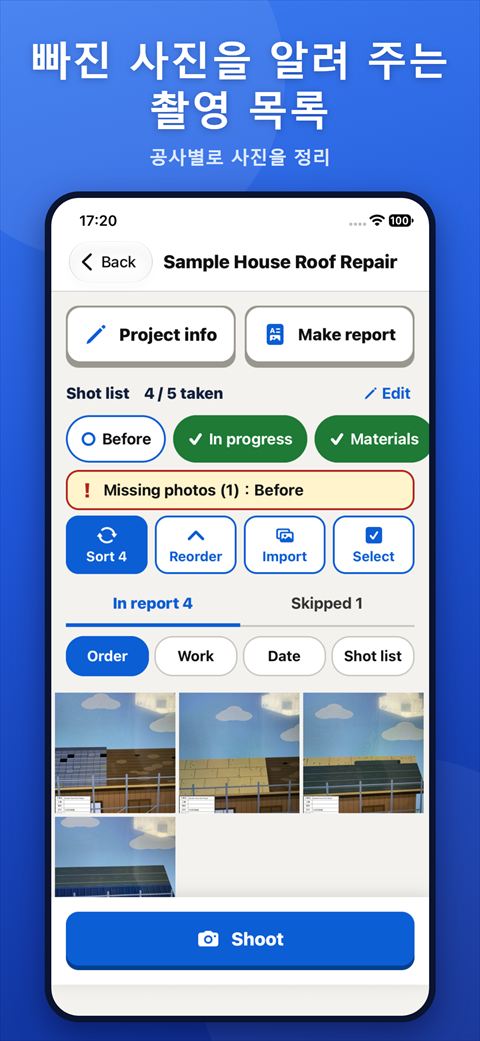 빠진 사진을 알려 주는
촬영 목록
공사별로 사진을 정리
17:20
100
Back
Sample House Roof Repair
Project info
Make report
Shot list 4 / 5 taken
Edit
Before
In progress
Materials
! Missing photos (1) : Before
Sort 4
Reorder
Import
Select
In report 4
Skipped 1
Order
Work
Date
Shot list
Shoot